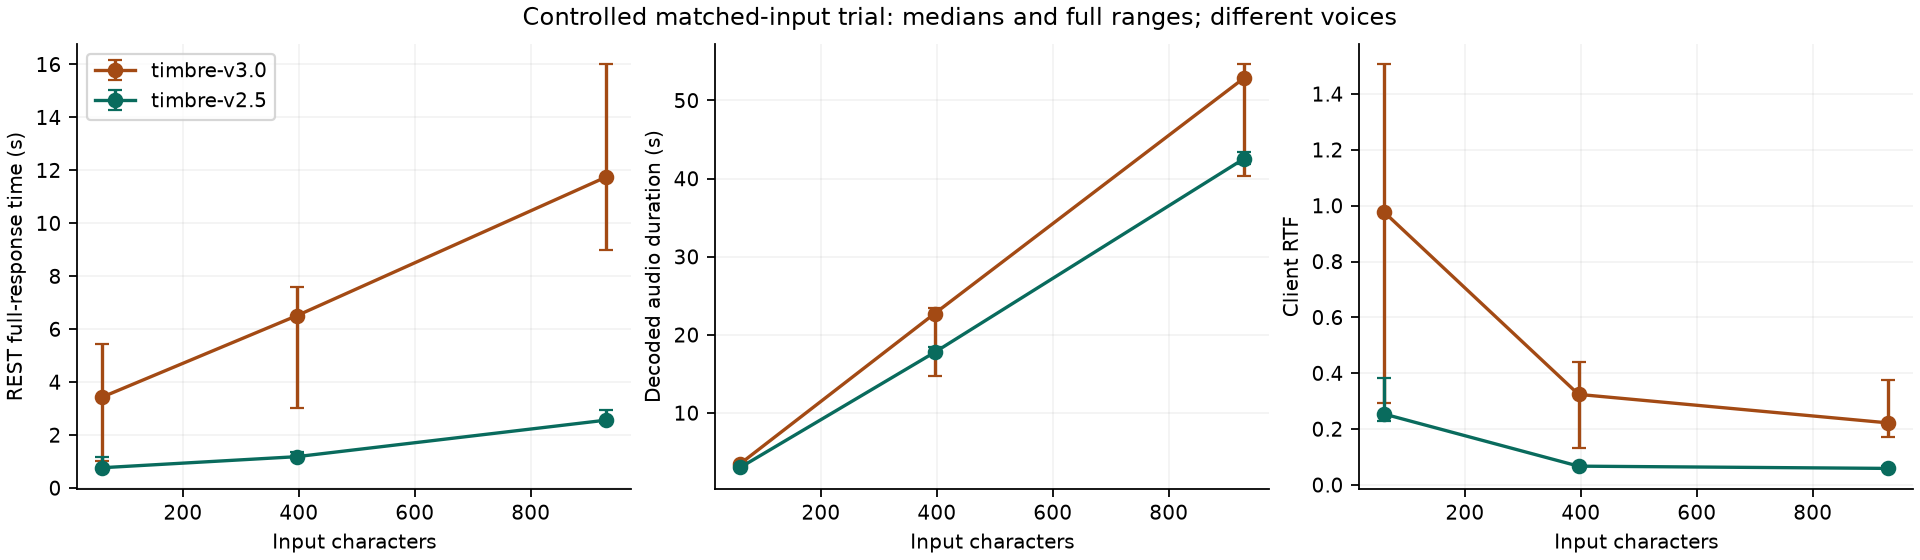 Controlled matched-input trial: medians and full ranges; different voices
timbre-v3.0
timbre-v2.5
REST full-response time (s)
16
14
12
10
8
6
4
2
0
200 400 600 800
Input characters
Decoded audio duration (s)
50
40
30
20
10
200 400 600 800
Input characters
Client RTF
1.4
1.2
1.0
0.8
0.6
0.4
0.2
0.0
200 400 600 800
Input characters